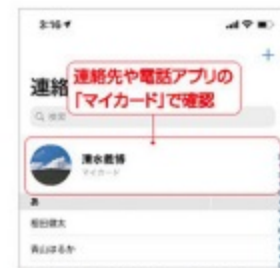 3:16
連絡
連絡先や電話アプリの
「マイカード」で確認
検索
清水義博
マイカード
あ
相田健太
青山はるか